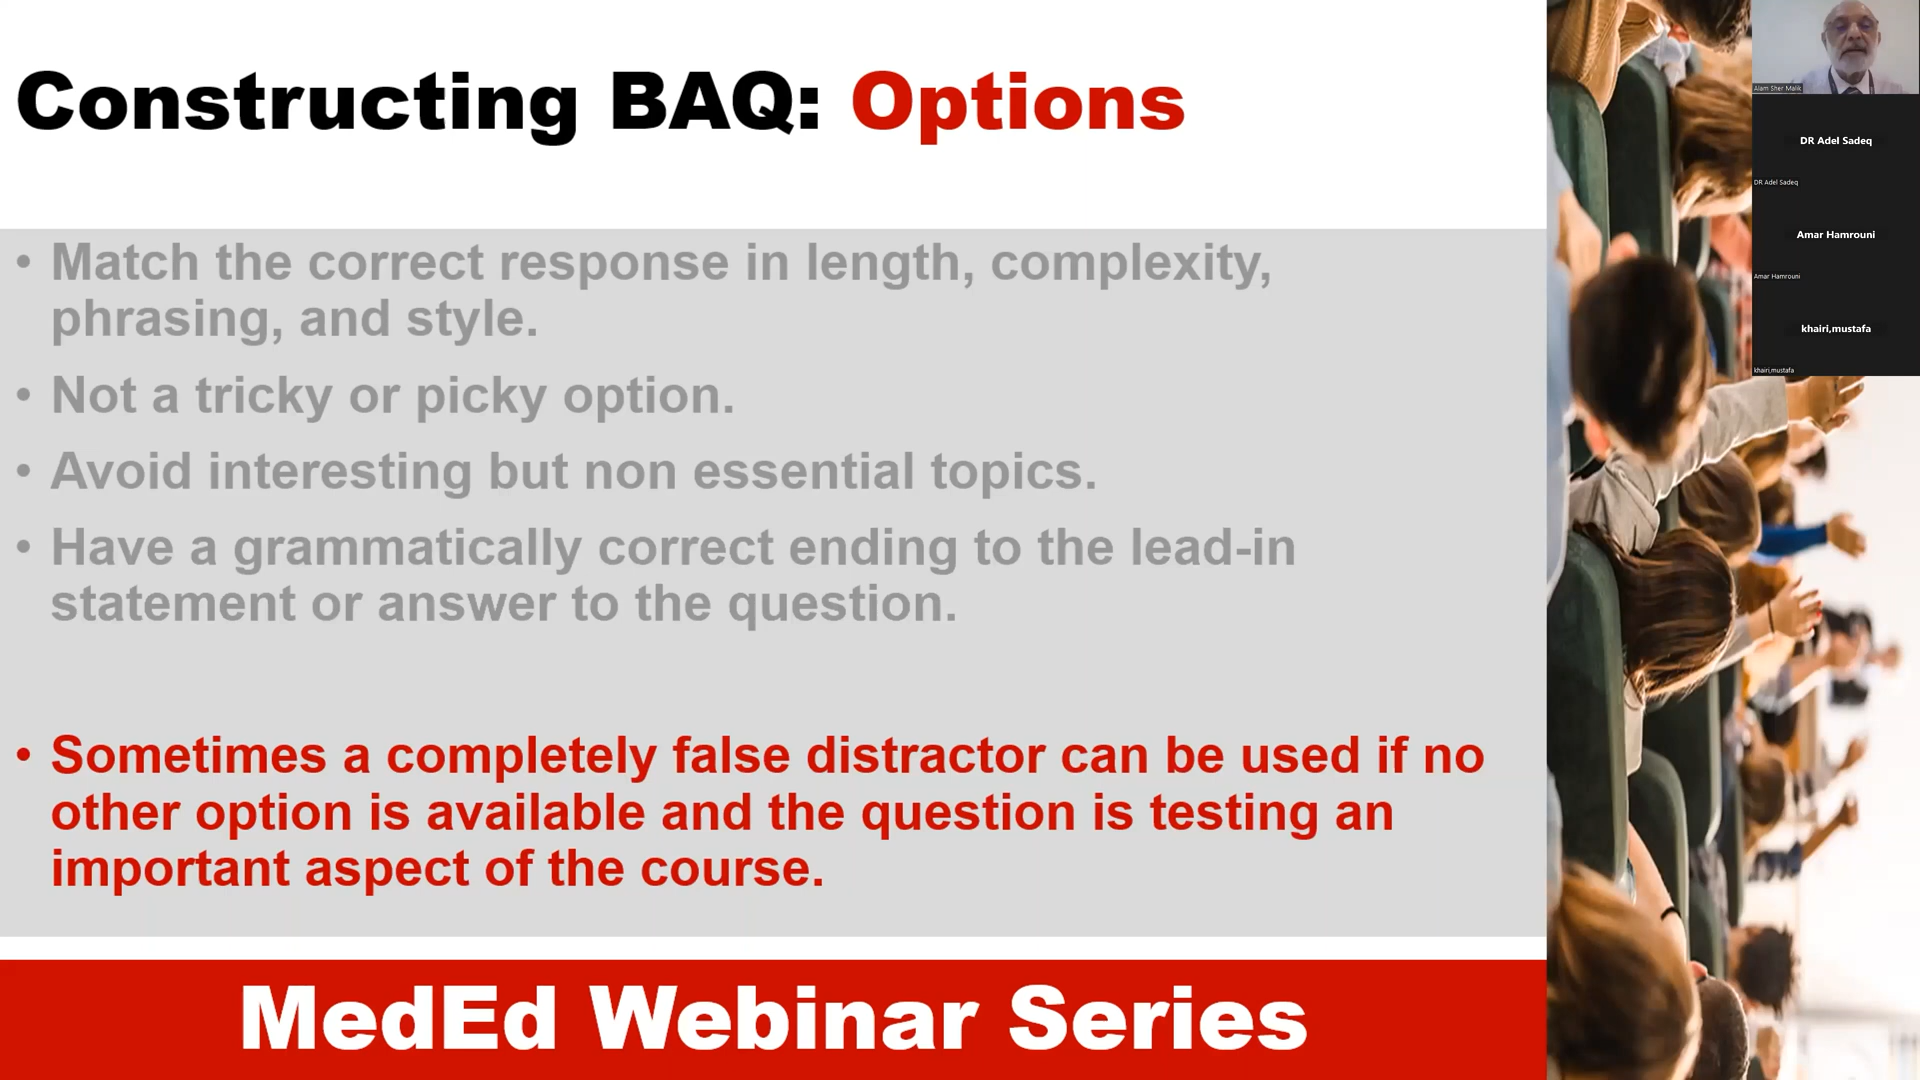 Constructing BAQ: Options
• Match the correct response in length, complexity,
phrasing, and style.
• Not a tricky or picky option.
• Avoid interesting but non essential topics.
• Have a grammatically correct ending to the lead-in
statement or answer to the question.
• Sometimes a completely false distractor can be used if no
other option is available and the question is testing an
important aspect of the course.
MedEd Webinar Series
Alam Sher Malik
DR Adel Sadeq
DR Adel Sadeq
Amar Hamrouni
Amar Hamrouni
khairi,mustafa
khairi,mustafa